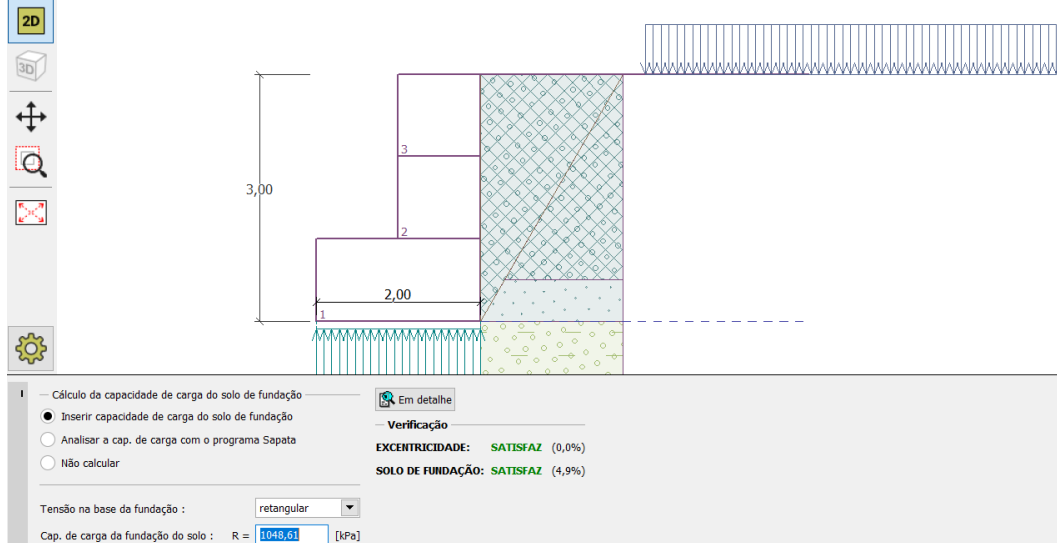 2D
3D
3,00
3
2
2,00
1
Cálculo da capacidade de carga do solo de fundação
Inserir capacidade de carga do solo de fundação
Analisar a cap. de carga com o programa Sapata
Não calcular
Tensão na base da fundação :
retangular
Cap. de carga da fundação do solo :
R =
1048,61
[kPa]
Em detalhe
Verificação
EXCENTRICIDADE: SATISFAZ (0,0%)
SOLO DE FUNDAÇÃO: SATISFAZ (4,9%)